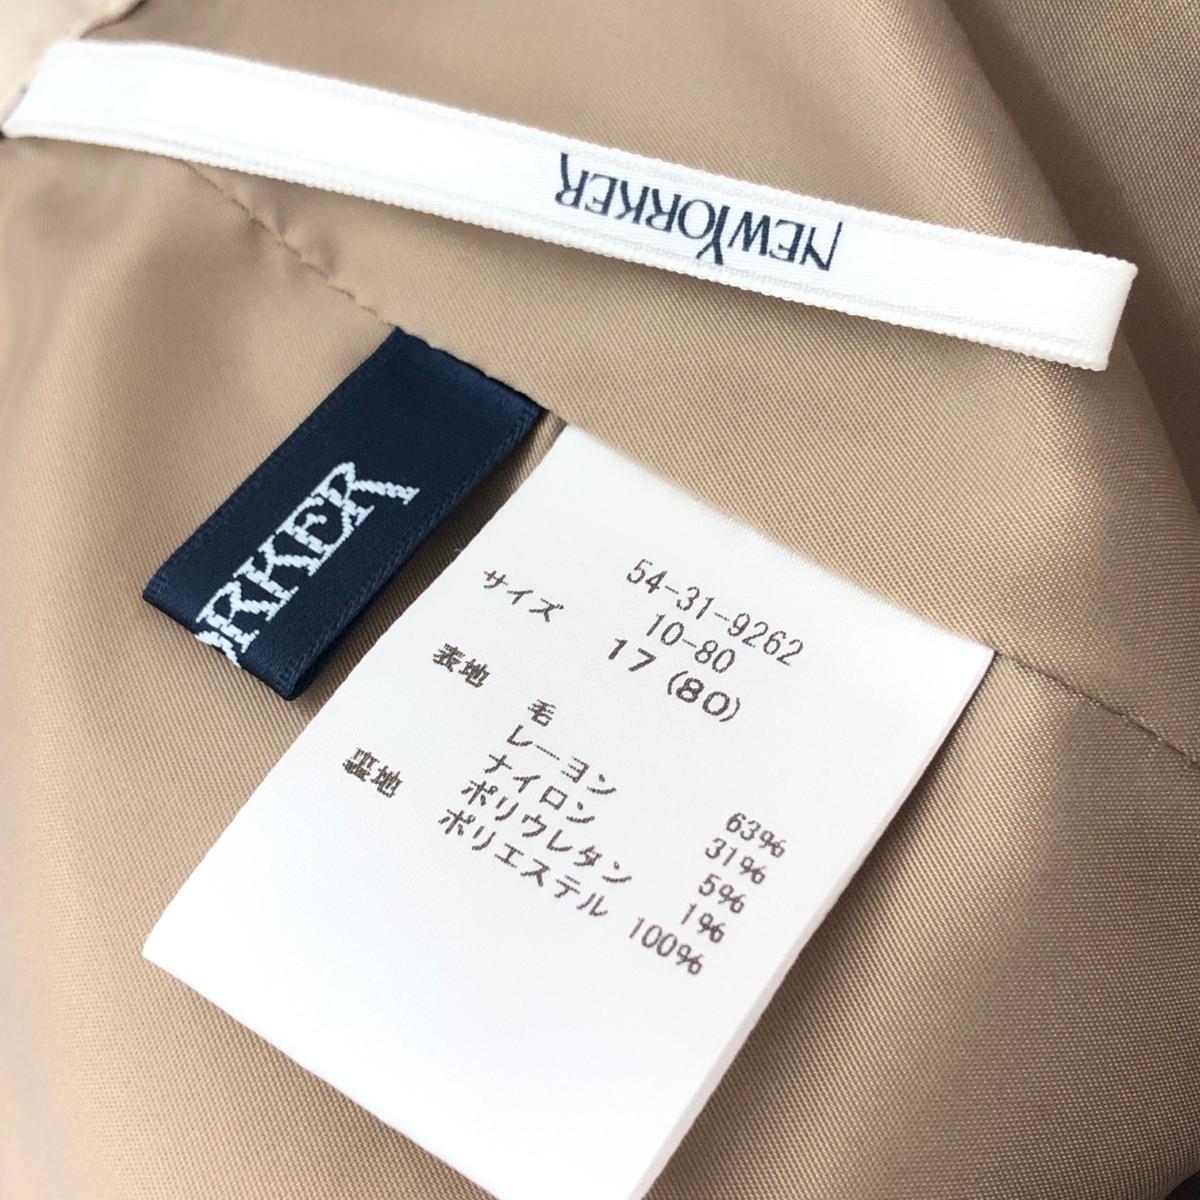 NEWYORKER
ORKER
54-31-9262
10-80
サイズ 17 (80)
表地
毛 63%
レーヨン 31%
ナイロン 5%
ポリウレタン 1%
裏地 ポリエステル 100%